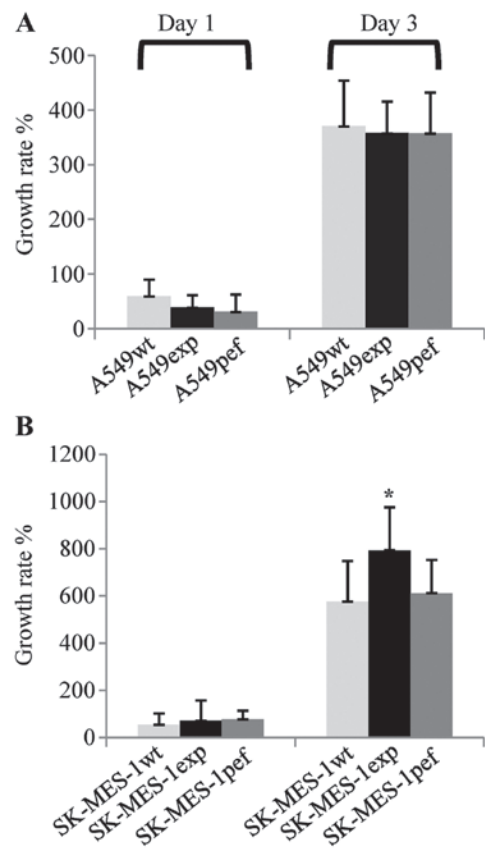 A
Day 1
Day 3
Growth rate %
500
400
300
200
100
0
A549wt
A549exp
A549pef
A549wt
A549exp
A549pef
B
Growth rate %
1200
1000
800
600
400
200
0
*
SK-MES-1wt
SK-MES-1exp
SK-MES-1pef
SK-MES-1wt
SK-MES-1exp
SK-MES-1pef